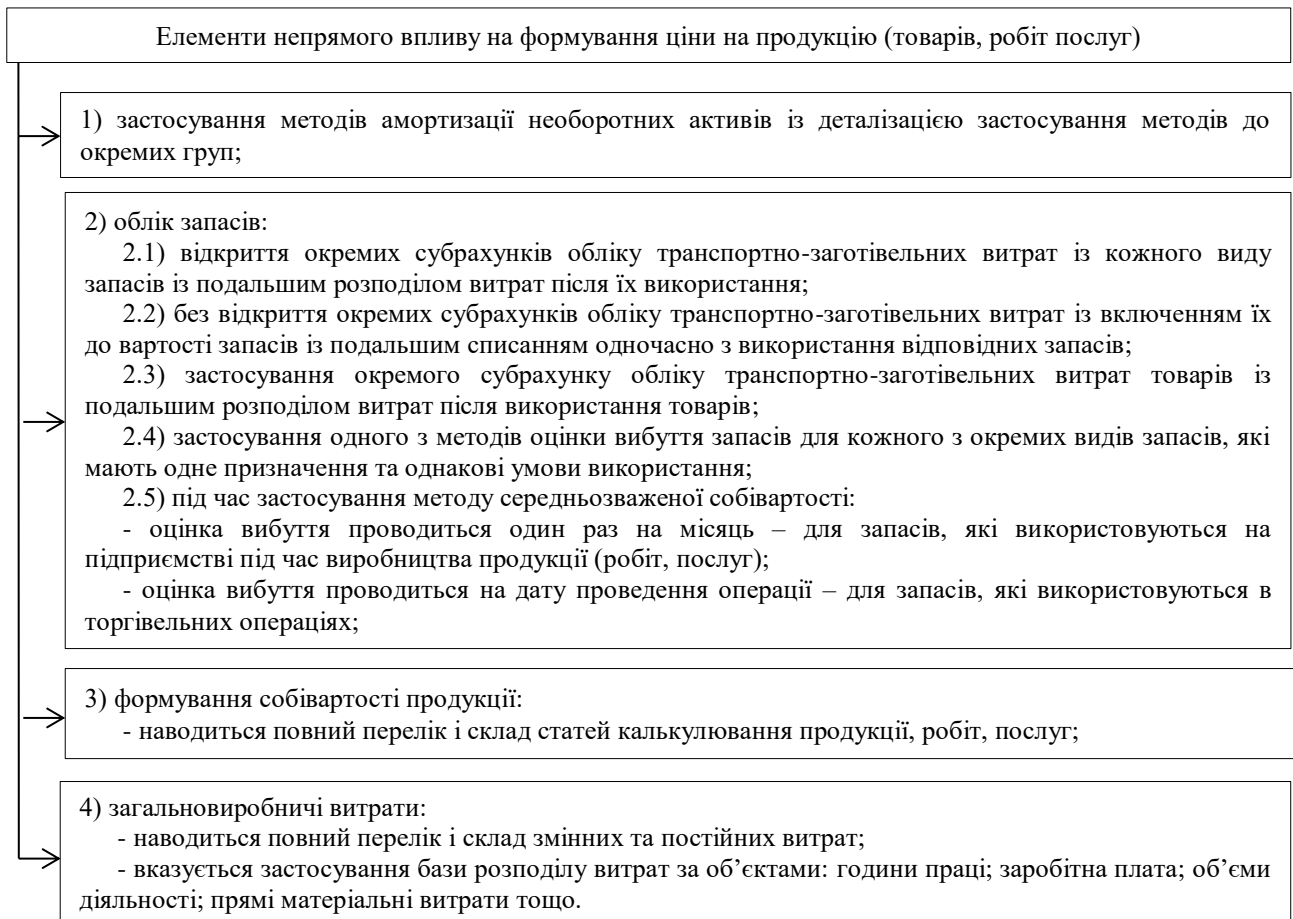 Елементи непрямого впливу на формування ціни на продукцію (товарів, робіт послуг)
1) застосування методів амортизації необоротних активів із деталізацією застосування методів до
окремих груп;
2) облік запасів:
2.1) відкриття окремих субрахунків обліку транспортно-заготівельних витрат із кожного виду
запасів із подальшим розподілом витрат після їх використання;
2.2) без відкриття окремих субрахунків обліку транспортно-заготівельних витрат із включенням їх
до вартості запасів із подальшим списанням одночасно з використання відповідних запасів;
2.3) застосування окремого субрахунку обліку транспортно-заготівельних витрат товарів із
подальшим розподілом витрат після використання товарів;
2.4) застосування одного з методів оцінки вибуття запасів для кожного з окремих видів запасів, які
мають одне призначення та однакові умови використання;
2.5) під час застосування методу середньозваженої собівартості:
- оцінка вибуття проводиться один раз на місяць – для запасів, які використовуються на
підприємстві під час виробництва продукції (робіт, послуг);
- оцінка вибуття проводиться на дату проведення операції – для запасів, які використовуються в
торгівельних операціях;
3) формування собівартості продукції:
- наводиться повний перелік і склад статей калькулювання продукції, робіт, послуг;
4) загальновиробничі витрати:
- наводиться повний перелік і склад змінних та постійних витрат;
- вказується застосування бази розподілу витрат за об’єктами: години праці; заробітна плата; об’єми
діяльності; прямі матеріальні витрати тощо.